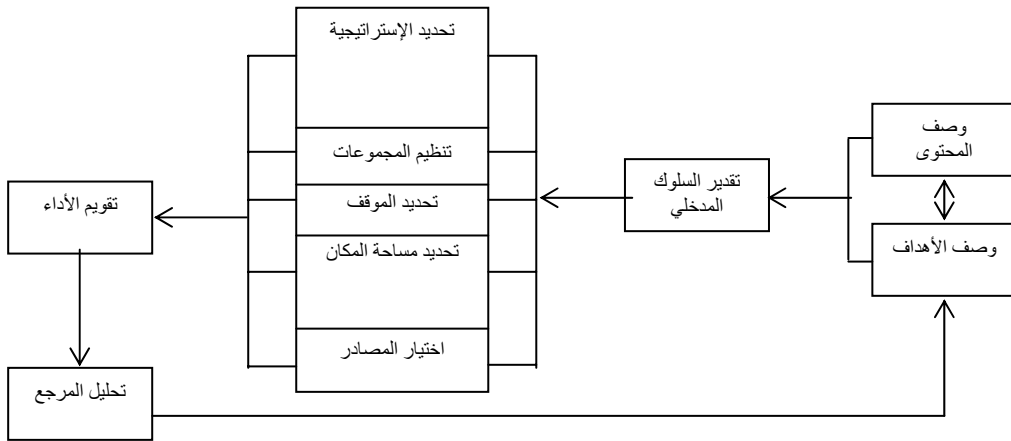 وصف
المحتوى
وصف الأهداف
تقدير السلوك
المدخلي
تحديد الإستراتيجية
تنظيم المجموعات
تحديد الموقف
تحديد مساحة المكان
اختيار المصادر
تقويم الأداء
تحليل المرجع